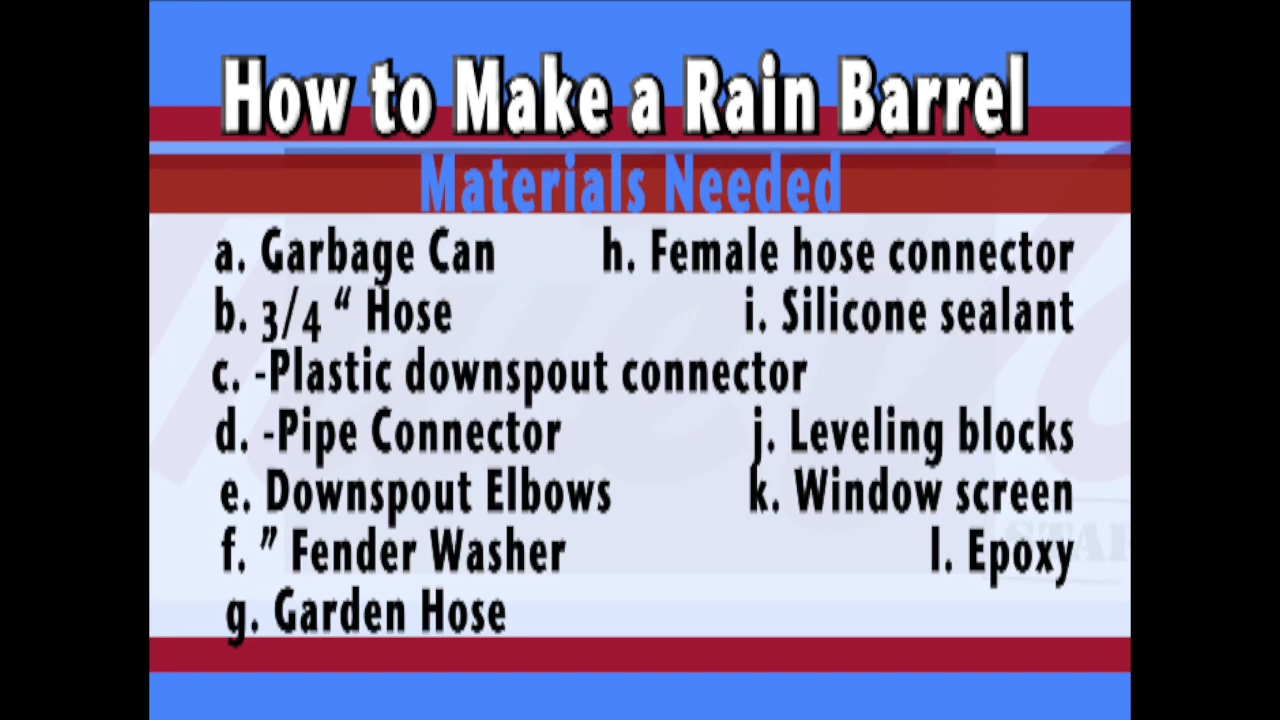 How to Make a Rain Barrel
Materials Needed
a. Garbage Can
b. 3/4 “ Hose
c. -Plastic downspout connector
d. -Pipe Connector
e. Downspout Elbows
f. ” Fender Washer
g. Garden Hose
h. Female hose connector
i. Silicone sealant
j. Leveling blocks
k. Window screen
l. Epoxy